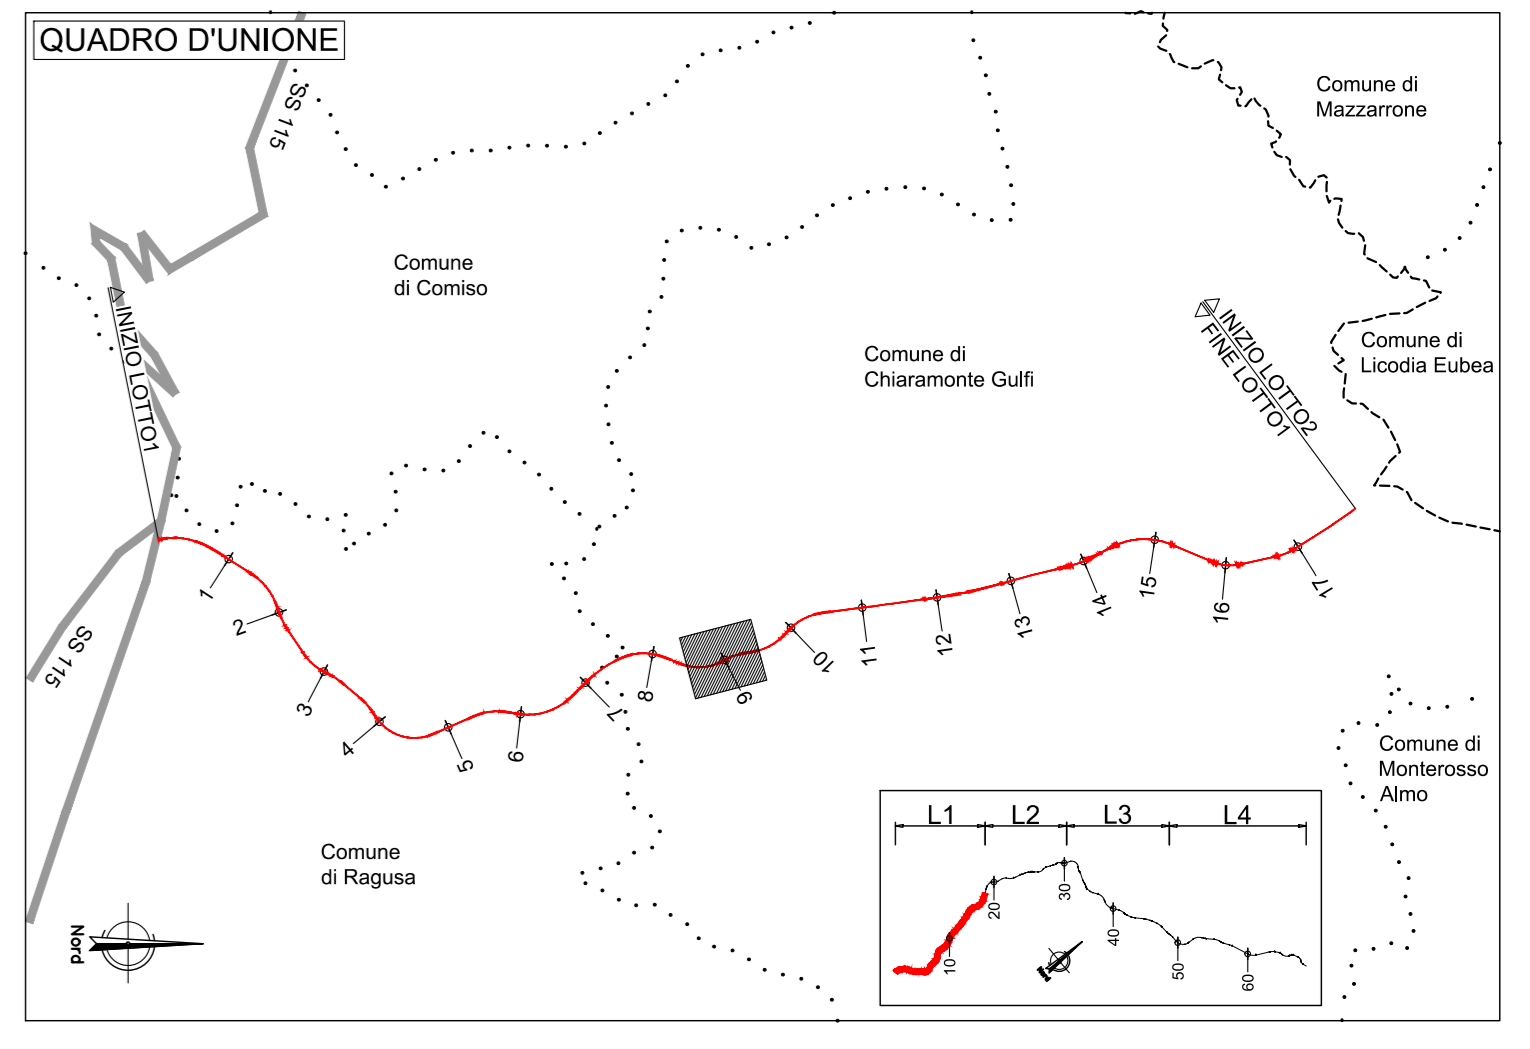 QUADRO D'UNIONE
SS 115
Comune di
Mazzarrone
Comune
di Comiso
INIZIO LOTTO1
Comune di
Chiaramonte Gulfi
INIZIO LOTTO2
FINE LOTTO1
Comune di
Licodia Eubea
SS 115
1
2
3
4
5
6
7
8
9
10
11
12
13
14
15
16
17
Comune di
Monterosso
Almo
Comune
di Ragusa
Nord
L1 L2 L3 L4
10
20
30
40
50
60
Nord